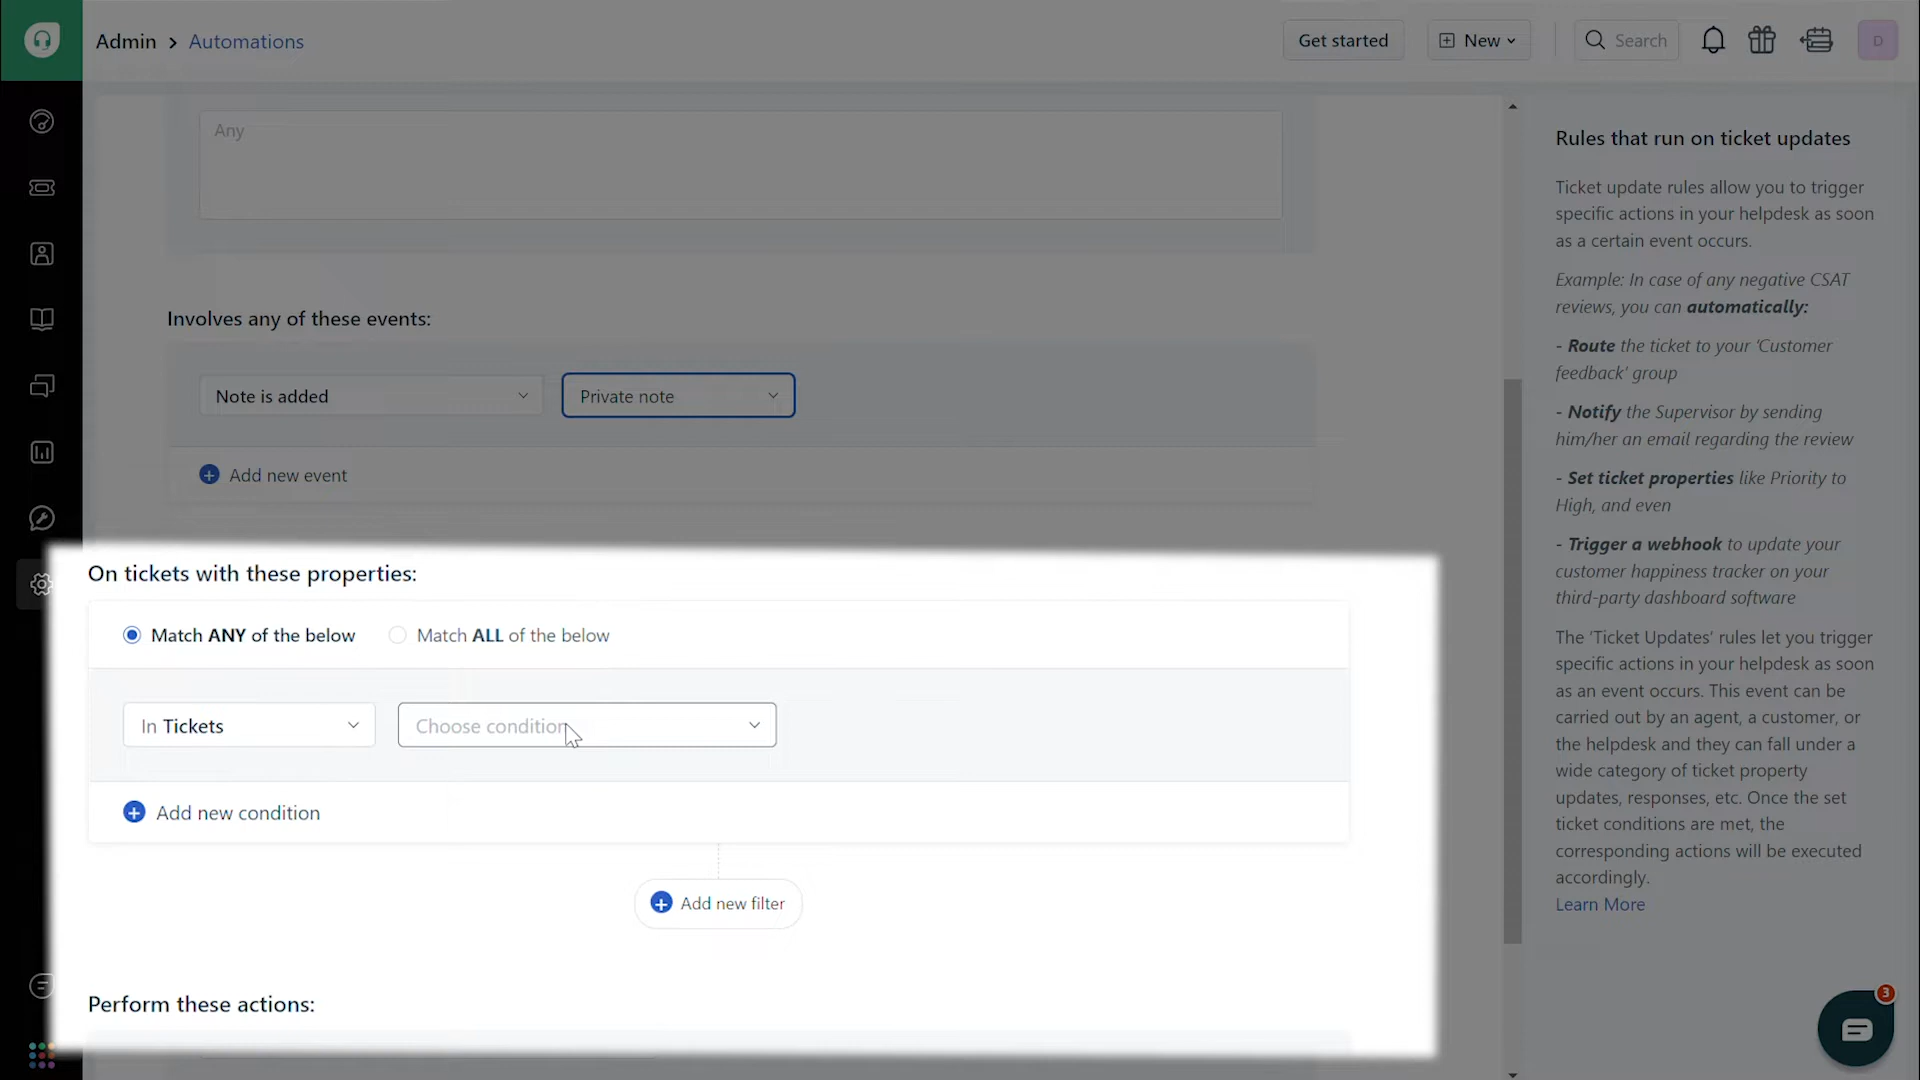 Admin > Automations
Get started
New
Search
D
Any
Involves any of these events:
Note is added
Private note
Add new event
On tickets with these properties:
Match ANY of the below
Match ALL of the below
In Tickets
Choose condition
Add new condition
Add new filter
Perform these actions:
Rules that run on ticket updates
Ticket update rules allow you to trigger
specific actions in your helpdesk as soon
as a certain event occurs.
Example: In case of any negative CSAT
reviews, you can automatically:
- Route the ticket to your 'Customer
feedback' group
- Notify the Supervisor by sending
him/her an email regarding the review
- Set ticket properties like Priority to
High, and even
- Trigger a webhook to update your
customer happiness tracker on your
third-party dashboard software
The 'Ticket Updates' rules let you trigger
specific actions in your helpdesk as soon
as an event occurs. This event can be
carried out by an agent, a customer, or
the helpdesk and they can fall under a
wide category of ticket property
updates, responses, etc. Once the set
ticket conditions are met, the
corresponding actions will be executed
accordingly.
Learn More
3